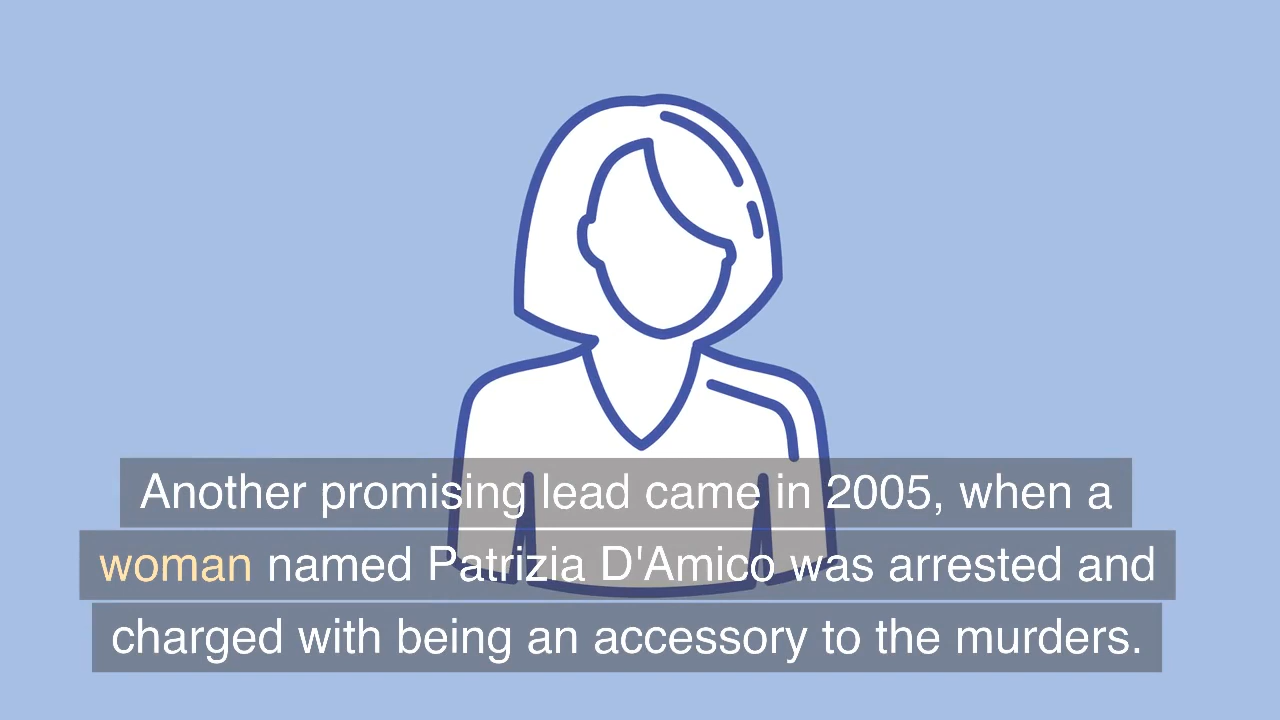 Another promising lead came in 2005, when a
woman named Patrizia D'Amico was arrested and
charged with being an accessory to the murders.